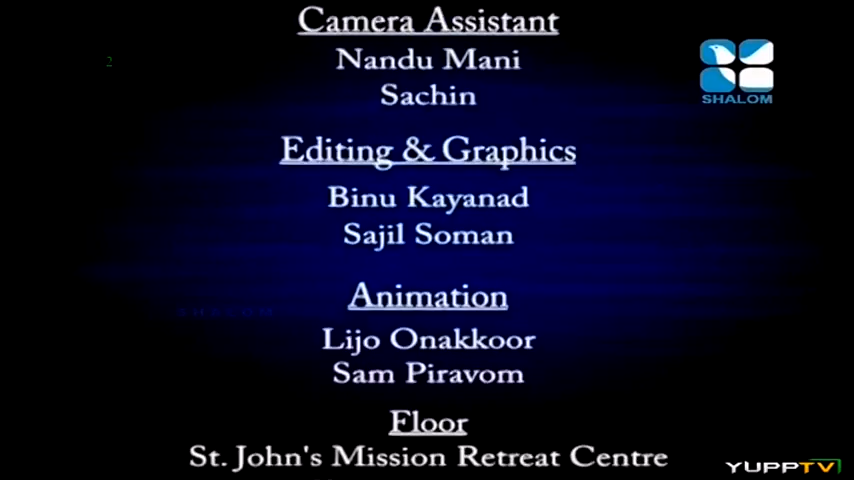 Camera Assistant
Nandu Mani
Sachin
2
SHALOM
Editing & Graphics
Binu Kayanad
Sajil Soman
Animation
Lijo Onakkoor
Sam Piravom
Floor
St. John's Mission Retreat Centre
YUPPTV